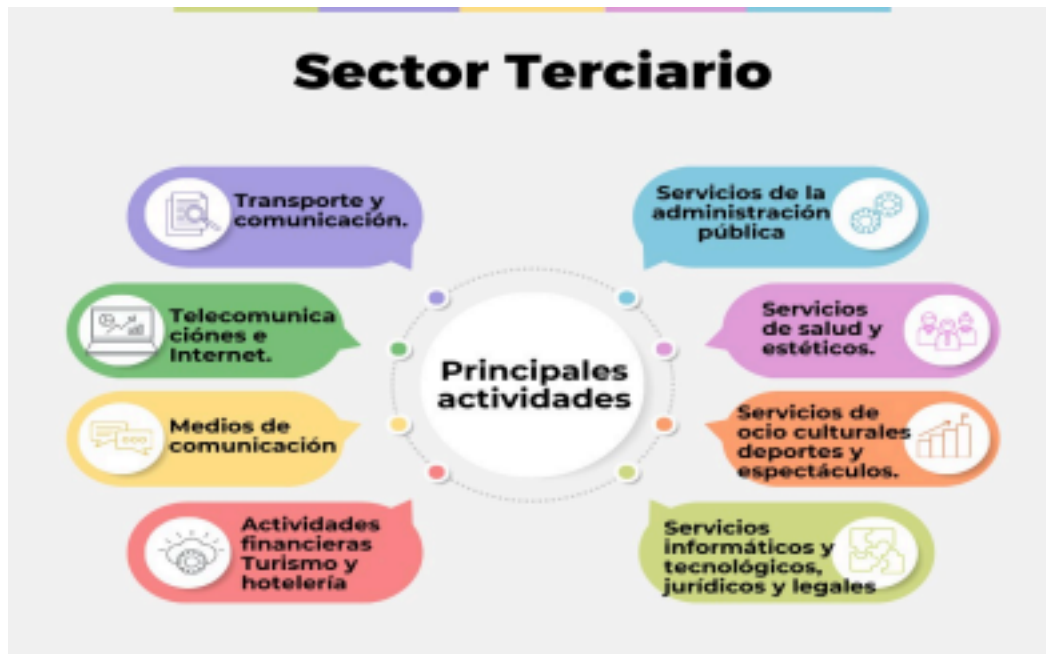 Sector Terciario
Transporte y
comunicación.
Telecomunica
ciónes e
Internet.
Medios de
comunicación
Actividades
financieras
Turismo y
hotelería
Principales
actividades
Servicios de la
administración
pública
Servicios
de salud y
estéticos.
Servicios de
ocio culturales
deportes y
espectáculos.
Servicios
informáticos y
tecnológicos,
jurídicos y legales